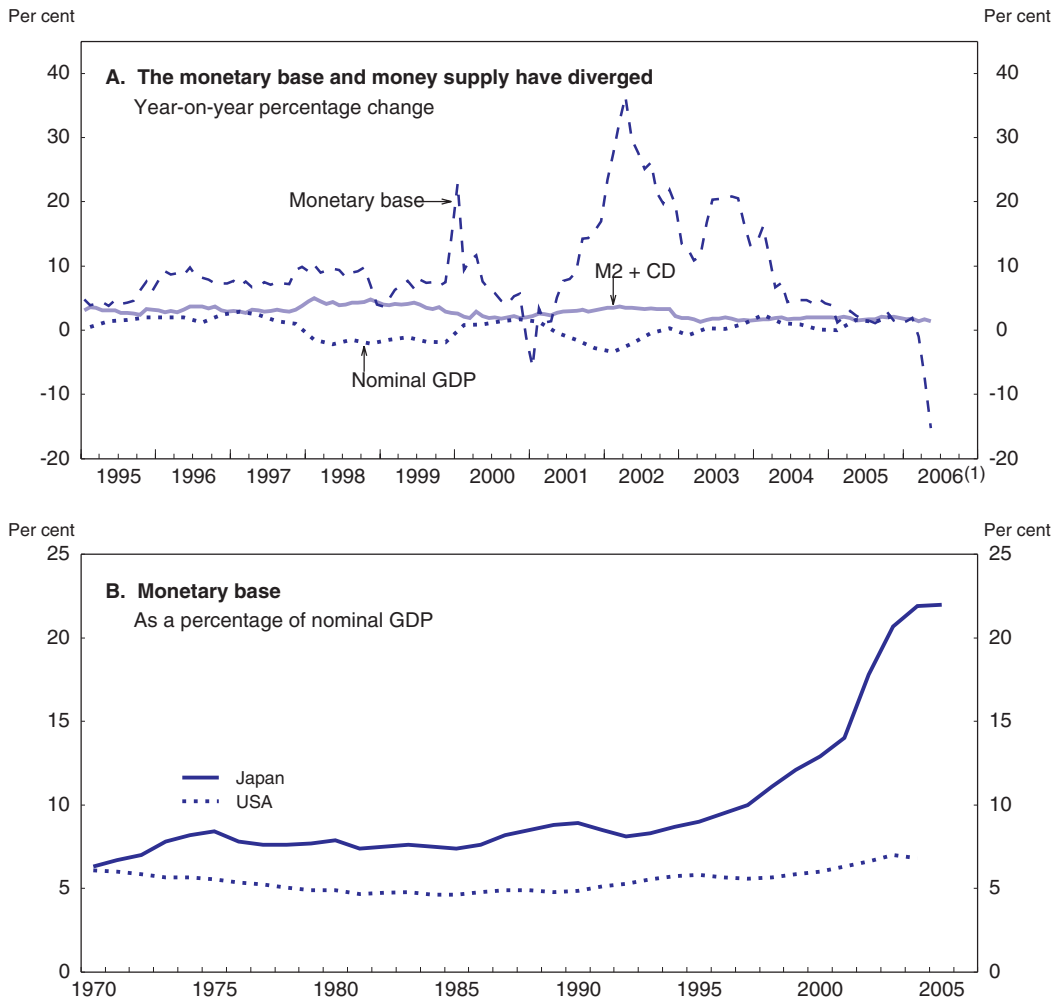 Per cent Per cent
A. The monetary base and money supply have diverged
Year-on-year percentage change
40 40
30 30
20 20
10 10
0 0
-10 -10
-20 -20
Monetary base
M2 + CD
Nominal GDP
1995 1996 1997 1998 1999 2000 2001 2002 2003 2004 2005 2006(1)
Per cent Per cent
B. Monetary base
As a percentage of nominal GDP
25 25
20 20
15 15
10 10
5 5
0 0
Japan
USA
1970 1975 1980 1985 1990 1995 2000 2005